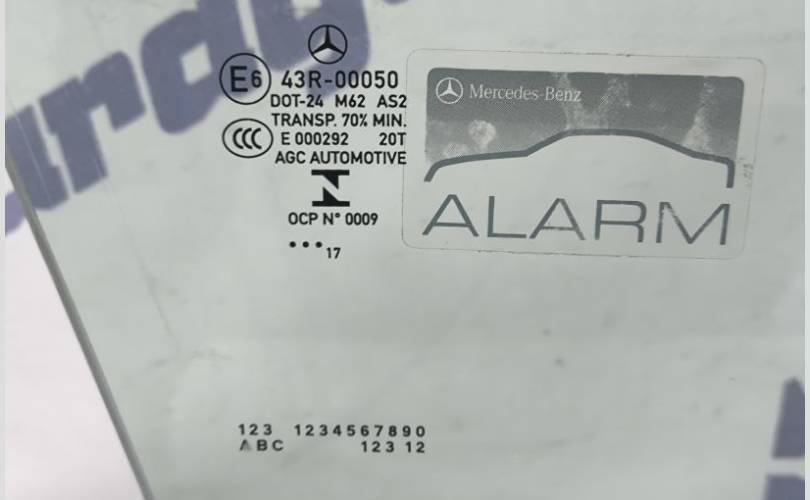 E6 43R-00050
DOT-24 M62 AS2
TRANSP. 70% MIN.
CCC E 000292 20T
AGC AUTOMOTIVE
OCP N° 0009
•••17
Mercedes-Benz
ALARM
123 1234567890
ABC 123 12